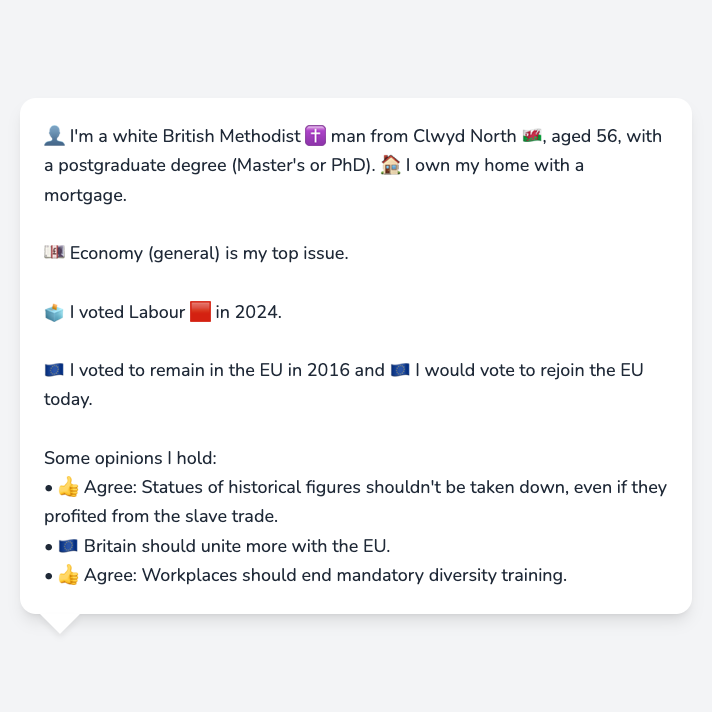 👤 I'm a white British Methodist ✝️ man from Clwyd North 🏴󠁧󠁢󠁷󠁬󠁳󠁿, aged 56, with
a postgraduate degree (Master's or PhD). 🏠 I own my home with a
mortgage.
💷 Economy (general) is my top issue.
🗳️ I voted Labour 🟥 in 2024.
🇪🇺 I voted to remain in the EU in 2016 and 🇪🇺 I would vote to rejoin the EU
today.
Some opinions I hold:
• 👍 Agree: Statues of historical figures shouldn't be taken down, even if they
profited from the slave trade.
• 🇪🇺 Britain should unite more with the EU.
• 👍 Agree: Workplaces should end mandatory diversity training.